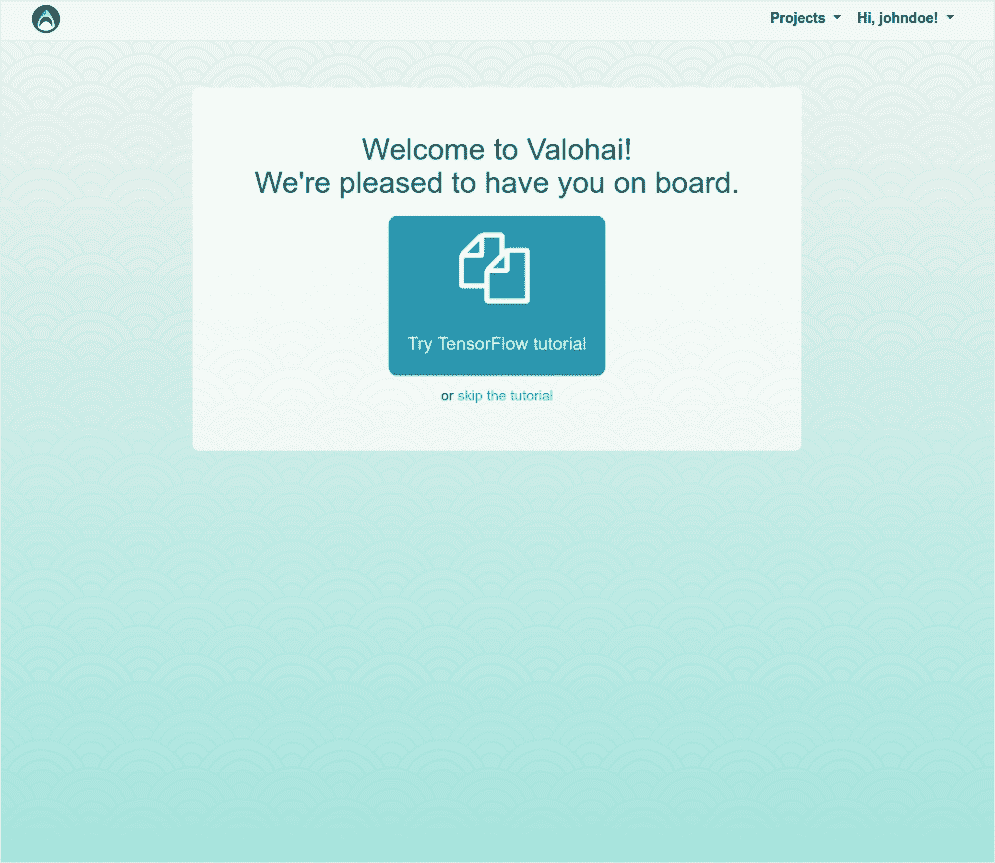 Projects
Hi, johndoe!
Welcome to Valohai!
We're pleased to have you on board.
Try TensorFlow tutorial
or skip the tutorial